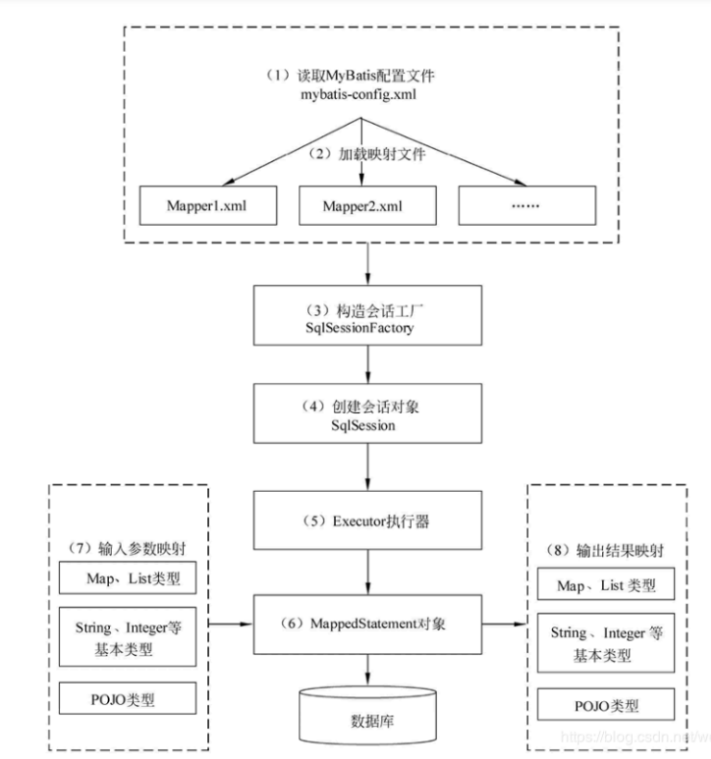 （1）读取MyBatis配置文件
mybatis-config.xml
（2）加载映射文件
Mapper1.xml
Mapper2.xml
……
（3）构造会话工厂
SqlSessionFactory
（4）创建会话对象
SqlSession
（5）Executor执行器
（7）输入参数映射
Map、List类型
String、Integer等
基本类型
POJO类型
（6）MappedStatement对象
（8）输出结果映射
Map、List 类型
String、Integer 等
基本类型
POJO类型
数据库
https://blog.csdn.net/w